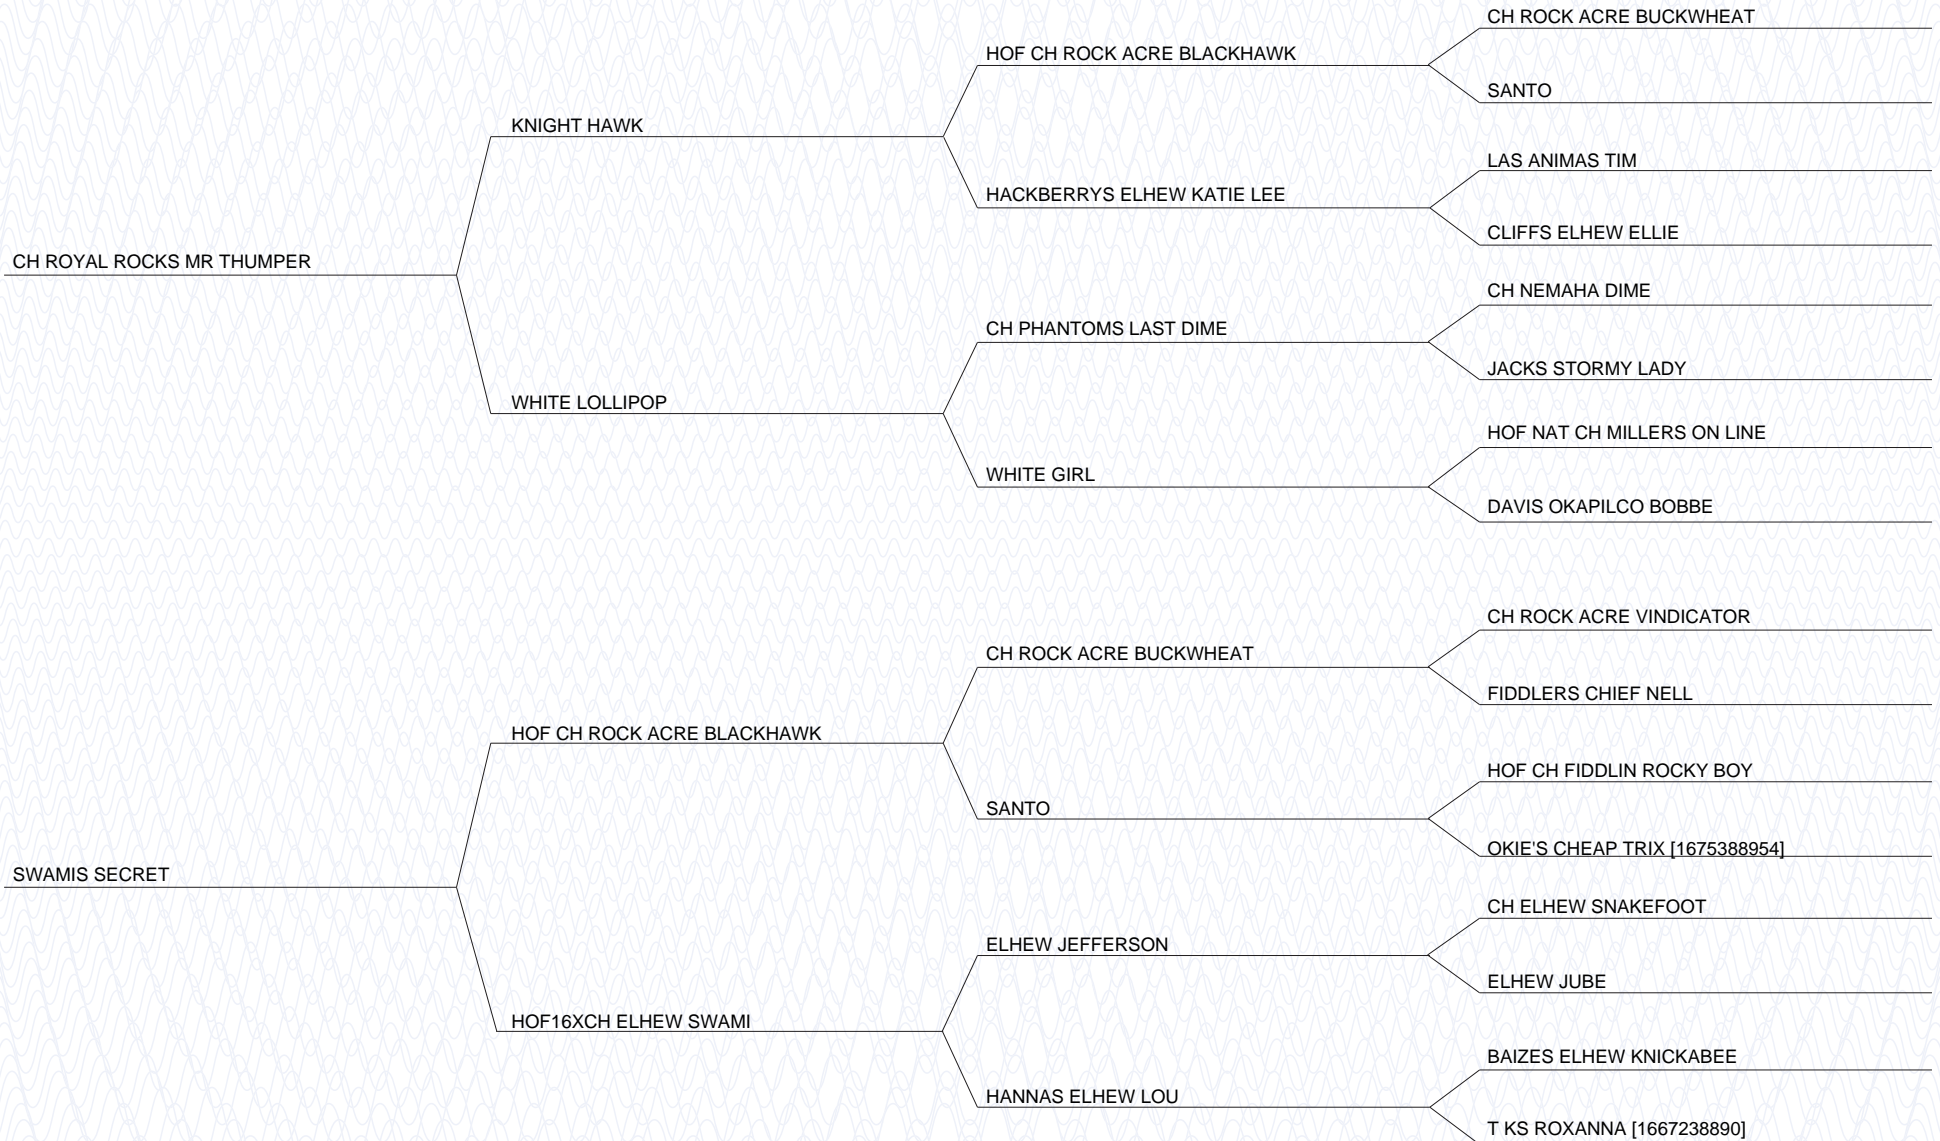 CH ROCK ACRE BUCKWHEAT
HOF CH ROCK ACRE BLACKHAWK
SANTO
KNIGHT HAWK
LAS ANIMAS TIM
HACKBERRYS ELHEW KATIE LEE
CLIFFS ELHEW ELLIE
CH ROYAL ROCKS MR THUMPER
CH NEMAHA DIME
CH PHANTOMS LAST DIME
JACKS STORMY LADY
WHITE LOLLIPOP
HOF NAT CH MILLERS ON LINE
WHITE GIRL
DAVIS OKAPILCO BOBBE
CH ROCK ACRE VINDICATOR
CH ROCK ACRE BUCKWHEAT
FIDDLERS CHIEF NELL
HOF CH ROCK ACRE BLACKHAWK
HOF CH FIDDLIN ROCKY BOY
SANTO
OKIE'S CHEAP TRIX [1675388954]
SWAMIS SECRET
CH ELHEW SNAKEFOOT
ELHEW JEFFERSON
ELHEW JUBE
HOF16XCH ELHEW SWAMI
BAIZES ELHEW KNICKABEE
HANNAS ELHEW LOU
T KS ROXANNA [1667238890]